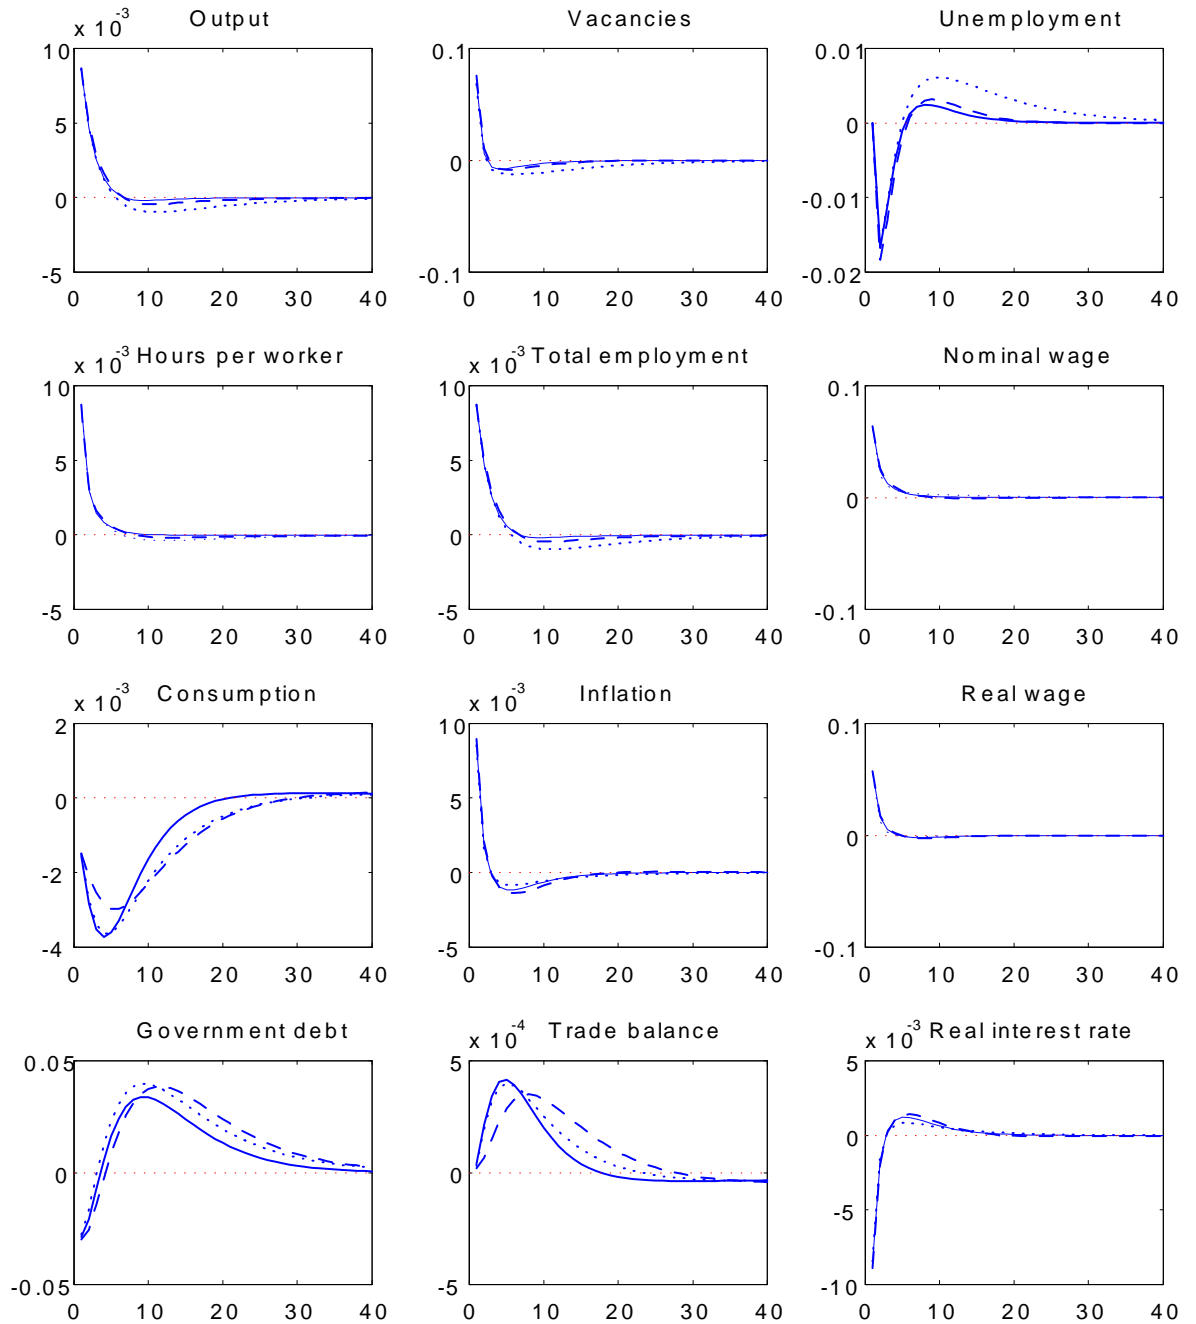 x 10^-3 Output
10
5
0
-5
0 10 20 30 40
Vacancies
0.1
0
-0.1
0 10 20 30 40
Unemployment
0.01
0
-0.01
-0.02
0 10 20 30 40
x 10^-3 Hours per worker
10
5
0
-5
0 10 20 30 40
x 10^-3 Total employment
10
5
0
-5
0 10 20 30 40
Nominal wage
0.1
0
-0.1
0 10 20 30 40
x 10^-3 Consumption
2
0
-2
-4
0 10 20 30 40
x 10^-3 Inflation
10
5
0
-5
0 10 20 30 40
Real wage
0.1
0
-0.1
0 10 20 30 40
Government debt
0.05
0
-0.05
0 10 20 30 40
x 10^-4 Trade balance
5
0
-5
0 10 20 30 40
x 10^-3 Real interest rate
5
0
-5
-10
0 10 20 30 40